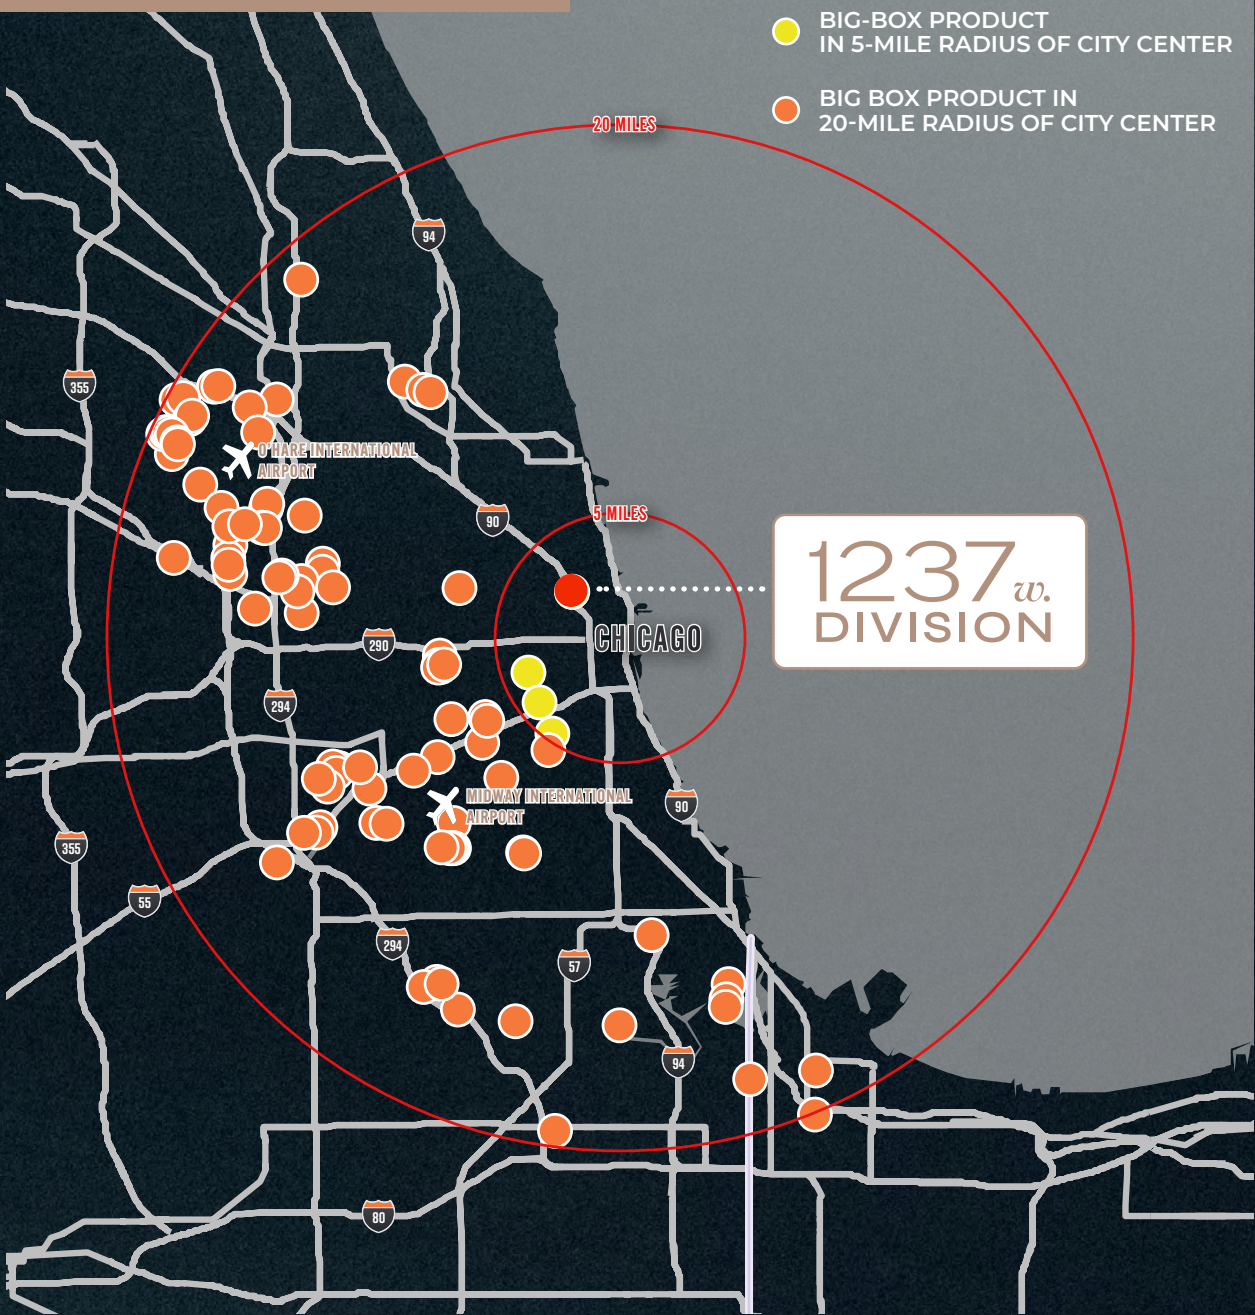 BIG-BOX PRODUCT
IN 5-MILE RADIUS OF CITY CENTER
BIG BOX PRODUCT IN
20-MILE RADIUS OF CITY CENTER
20 MILES
94
355
O'HARE INTERNATIONAL
AIRPORT
90
5 MILES
1237 w.
DIVISION
CHICAGO
290
294
MIDWAY INTERNATIONAL
AIRPORT
90
355
55
294
57
94
80